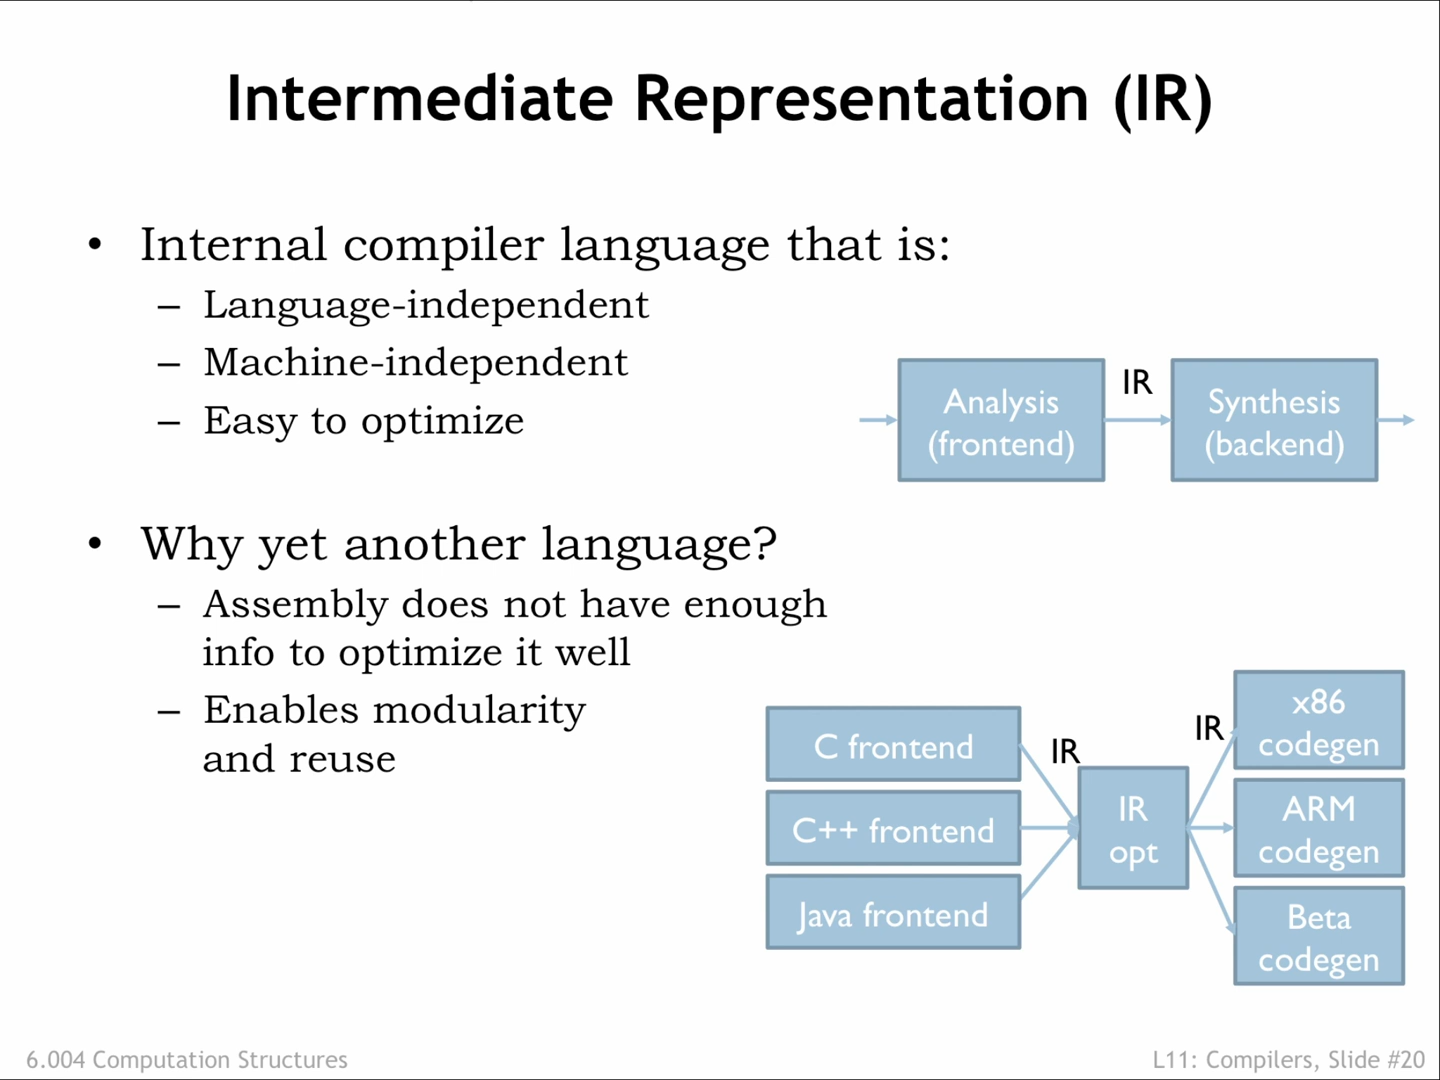 Intermediate Representation (IR)
• Internal compiler language that is:
– Language-independent
– Machine-independent
– Easy to optimize
Analysis
(frontend)
IR
Synthesis
(backend)
• Why yet another language?
– Assembly does not have enough
info to optimize it well
– Enables modularity
and reuse
C frontend
C++ frontend
Java frontend
IR
IR
opt
IR
x86
codegen
ARM
codegen
Beta
codegen
6.004 Computation Structures
L11: Compilers, Slide #20